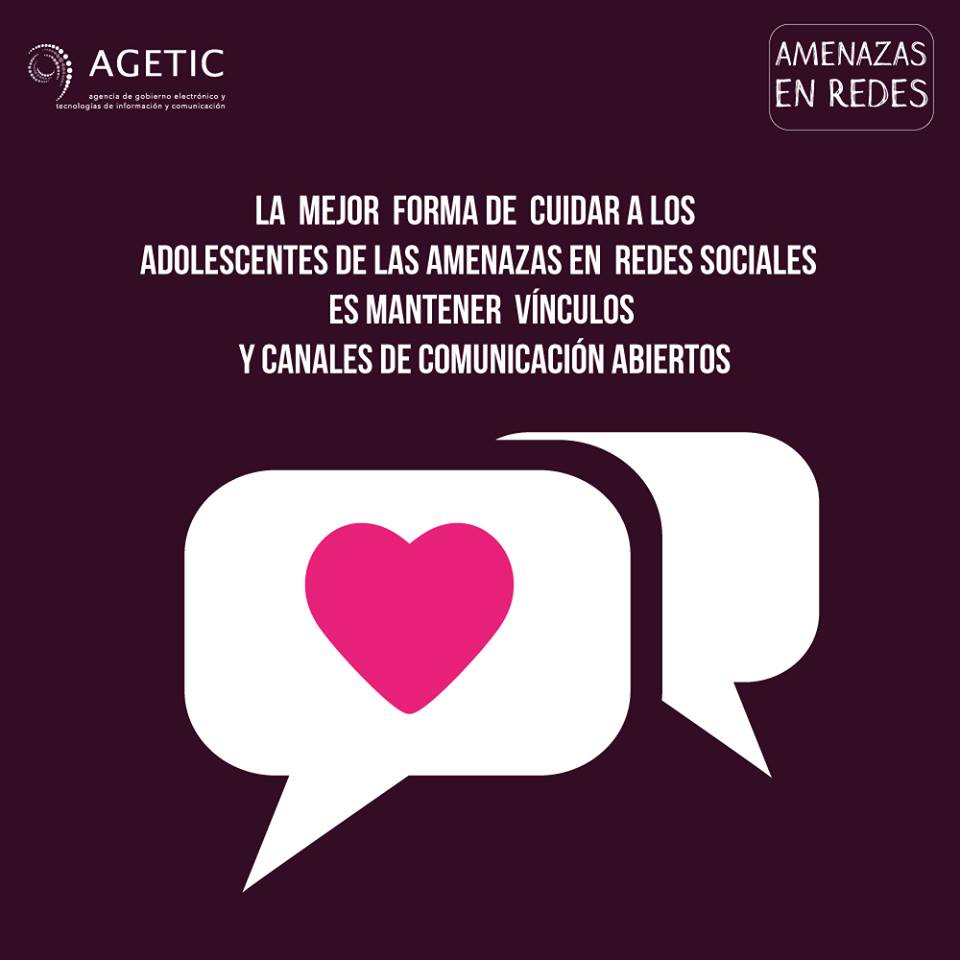 AGETIC
agencia de gobierno electrónico y
tecnologías de información y comunicación
AMENAZAS
EN REDES
LA MEJOR FORMA DE CUIDAR A LOS
ADOLESCENTES DE LAS AMENAZAS EN REDES SOCIALES
ES MANTENER VÍNCULOS
Y CANALES DE COMUNICACIÓN ABIERTOS